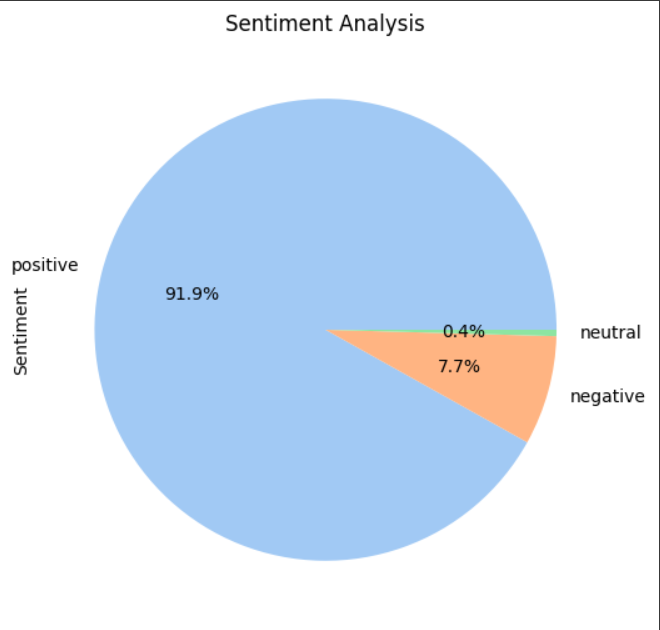 Sentiment Analysis
positive
Sentiment
91.9%
0.4%
neutral
7.7%
negative